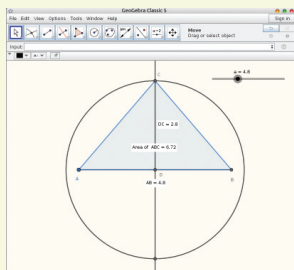 GeoGebra Classic 5
File Edit View Options Tools Window Help
Sign in
Move
Drag or select object
Input:
a = 4.8
C
DC = 2.8
Area of ABC = 6.72
A
D
B
AB = 4.8